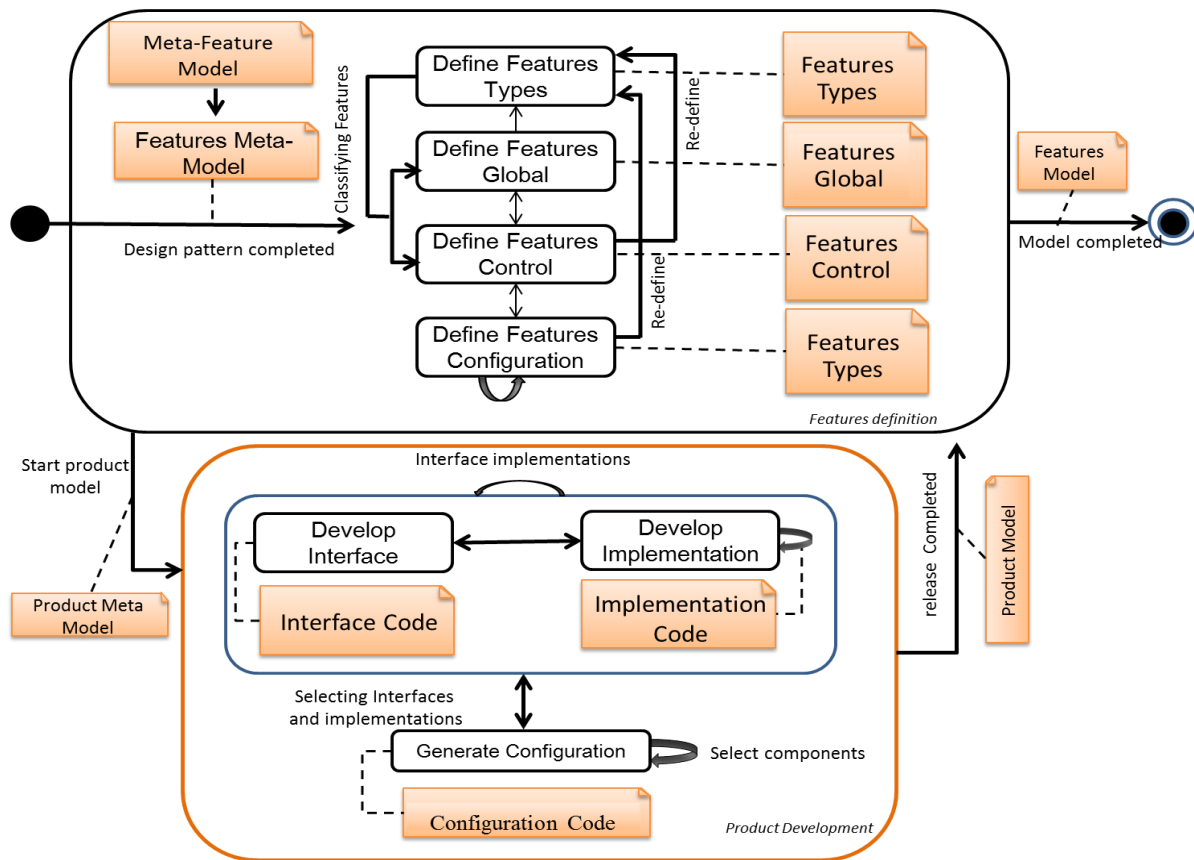 Meta-Feature
Model
Features Meta-
Model
Design pattern completed
Classifying Features
Define Features
Types
Define Features
Global
Define Features
Control
Define Features
Configuration
Re-define
Re-define
Features
Types
Features
Global
Features
Control
Features
Types
Features definition
Features
Model
Model completed
Start product
model
Product Meta
Model
Interface implementations
Develop
Interface
Develop
Implementation
Interface Code
Implementation
Code
Selecting Interfaces
and implementations
Generate Configuration
Select components
Configuration Code
Product Development
release Completed
Product Model